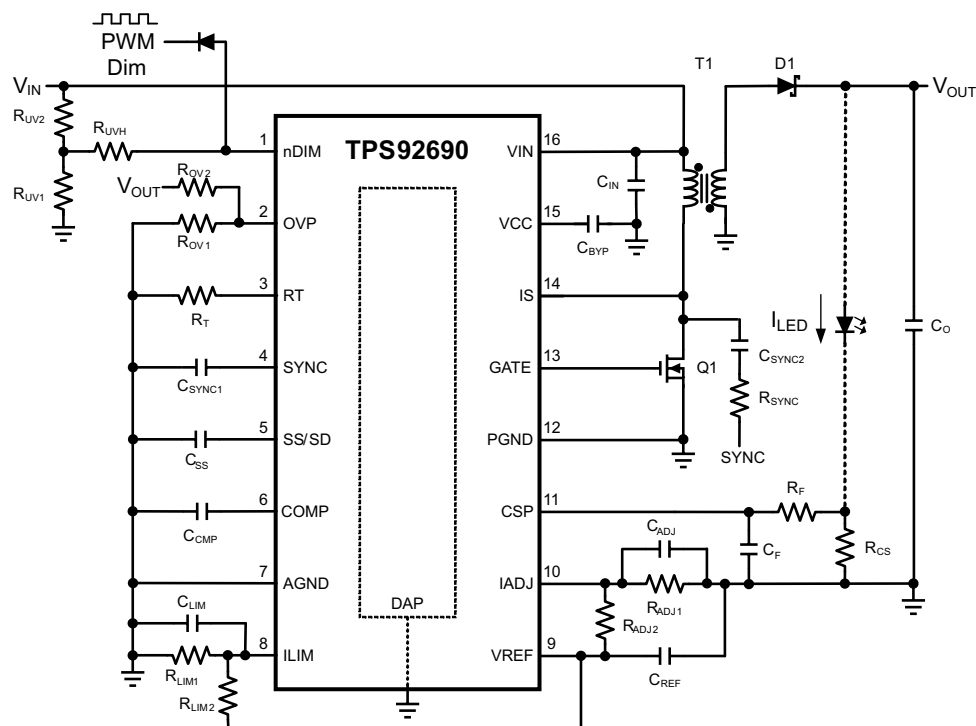 PWM
Dim
T1
D1
VIN
VOUT
RUV2
RUVH
RUV1
VOUT
ROV2
ROV1
RT
CSYNC1
CSS
CCMP
CLIM
RLIM1
RLIM2
TPS92690
1
nDIM
2
OVP
3
RT
4
SYNC
5
SS/SD
6
COMP
7
AGND
8
ILIM
DAP
VIN
16
VCC
15
IS
14
GATE
13
PGND
12
CSP
11
IADJ
10
VREF
9
CIN
CBYP
Q1
CSYNC2
RSYNC
SYNC
ILED
CO
RF
CF
RCS
CADJ
RADJ1
RADJ2
CREF